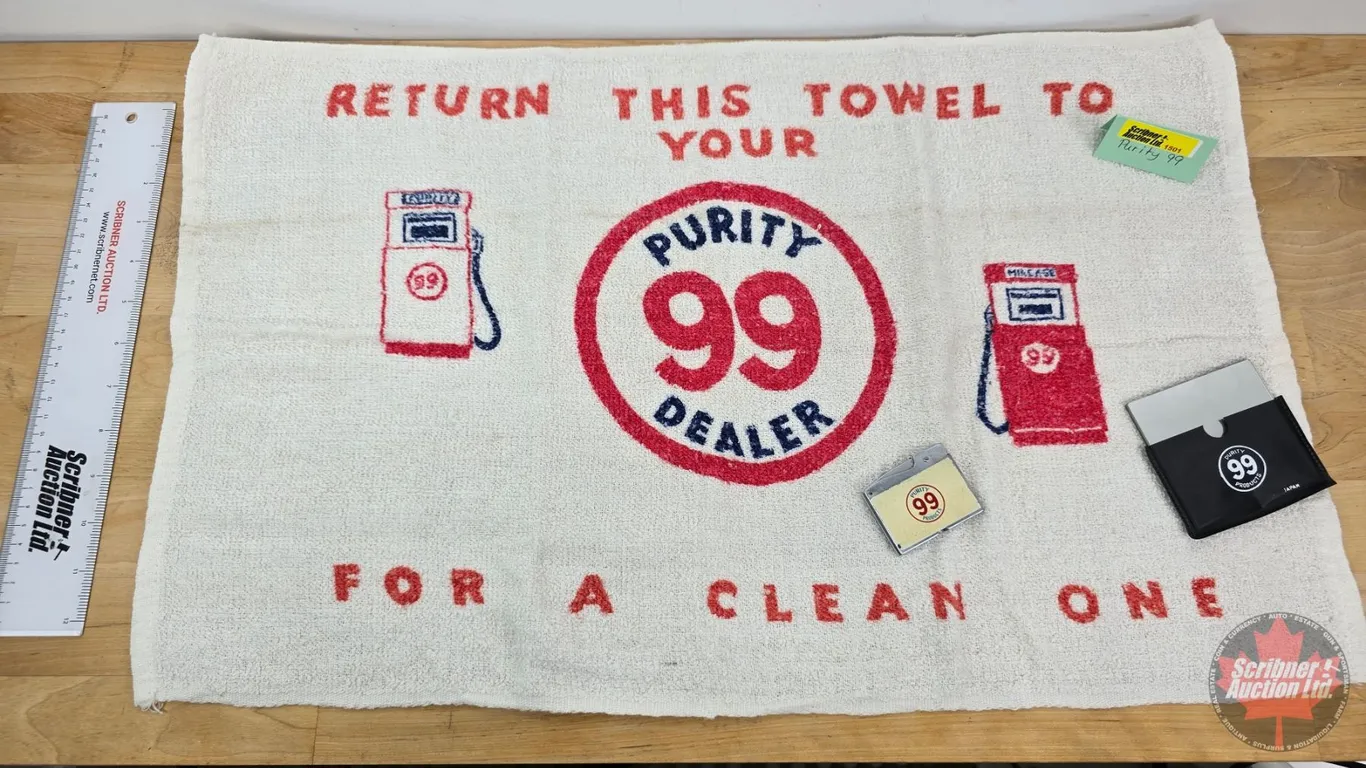 RETURN THIS TOWEL TO
YOUR
PURITY
99
DEALER
FOR A CLEAN ONE
PURITY
99
MILEAGE
99
Scribner
Auction Ltd. 1501
Purity 99
SCRIBNER AUCTION LTD.
www.scribnernet.com
Scribner
Auction Ltd.
PURITY
99
PRODUCTS
PURITY
99
PRODUCTS
JAPAN
Scribner
Auction Ltd.